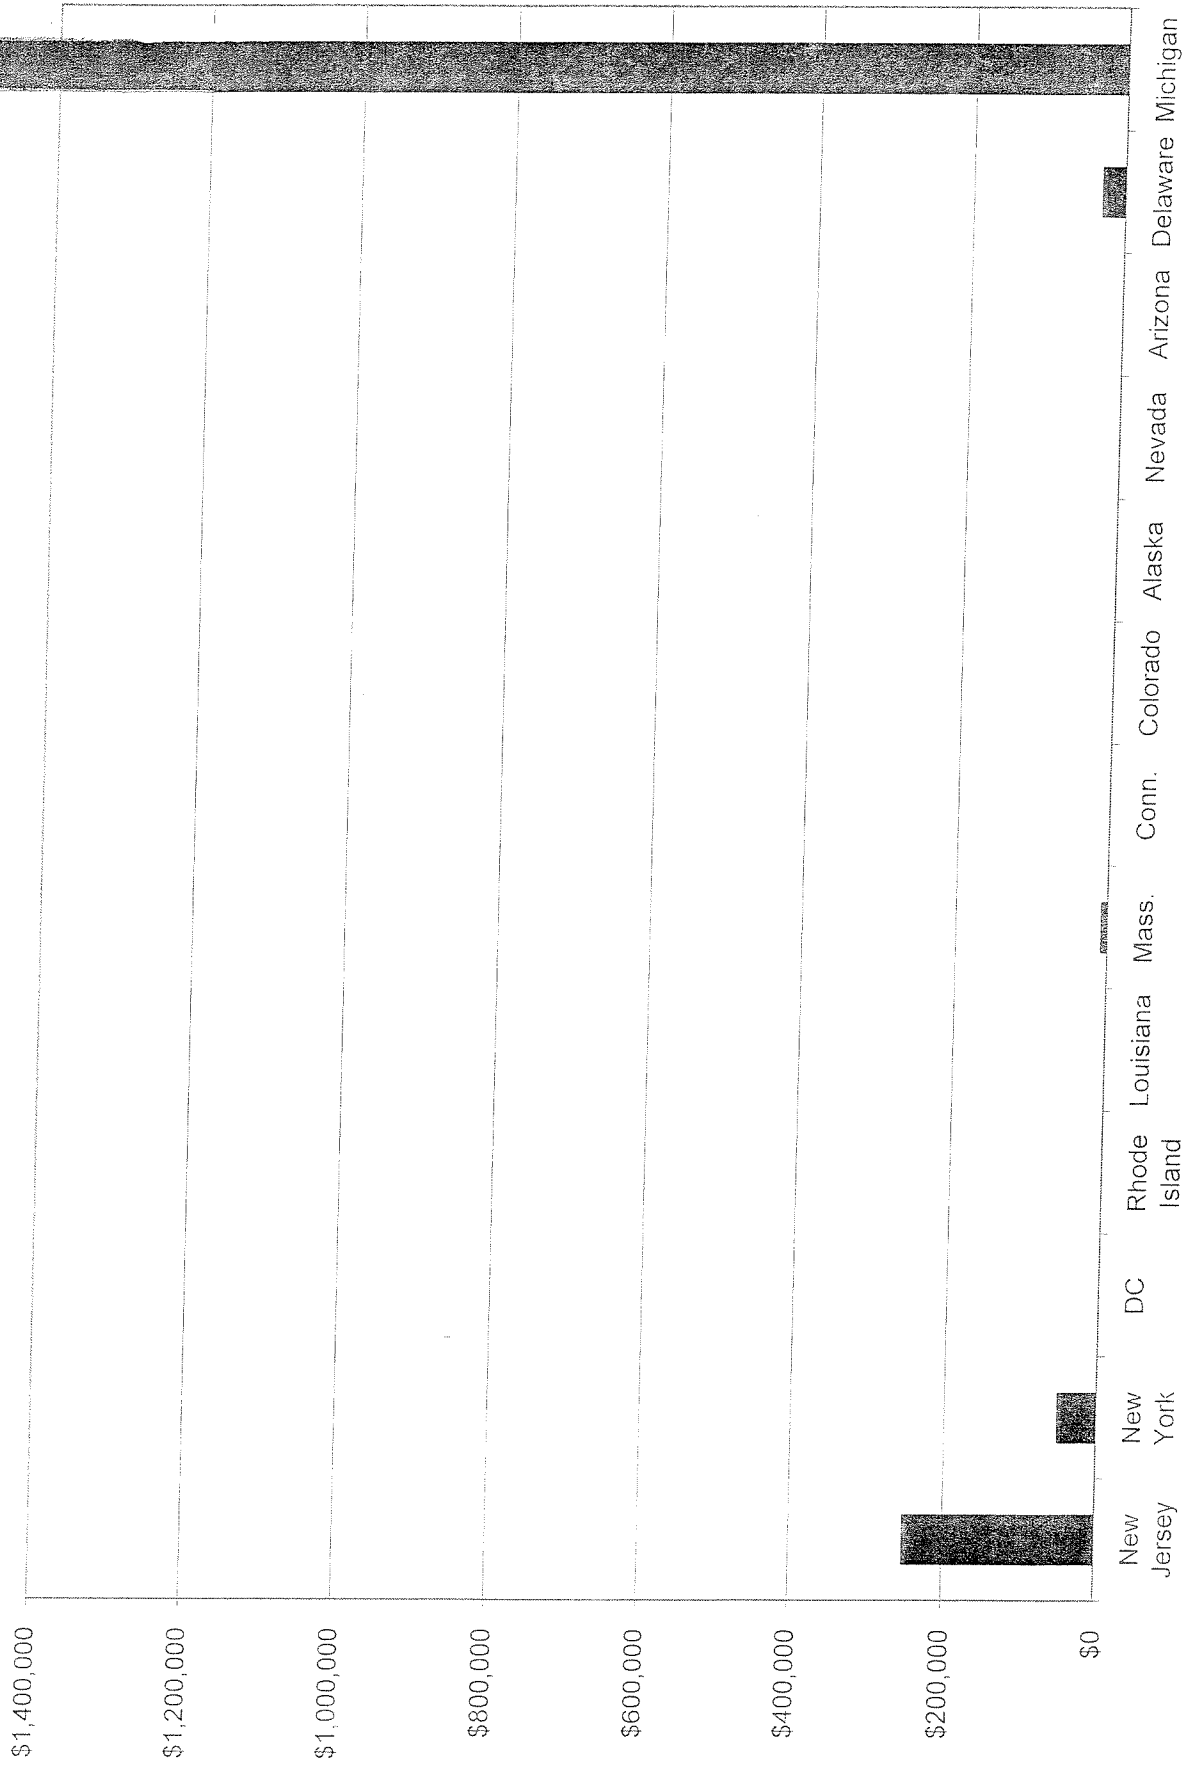 $1,400,000
$1,200,000
$1,000,000
$800,000
$600,000
$400,000
$200,000
$0
New
Jersey
New
York
DC
Rhode
Island
Louisiana
Mass.
Conn.
Colorado
Alaska
Nevada
Arizona
Delaware
Michigan